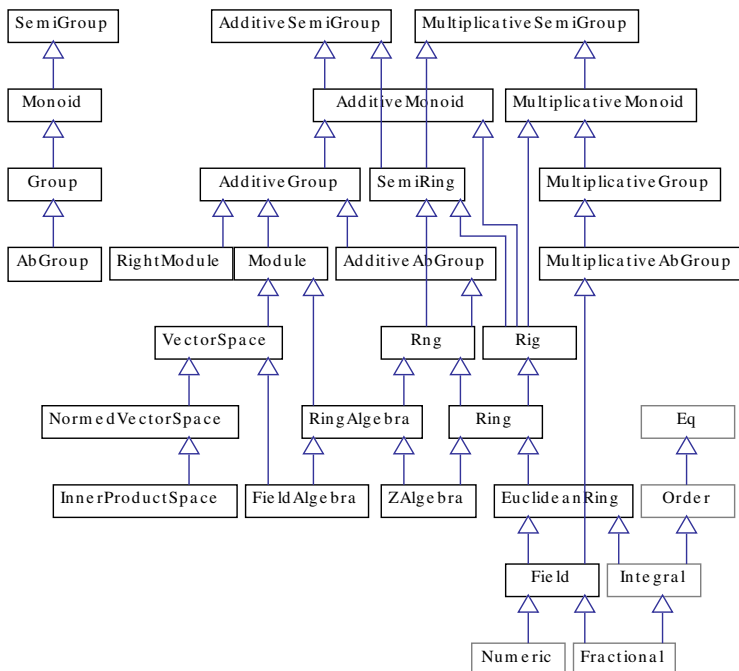 SemiGroup
AdditiveSemiGroup
MultiplicativeSemiGroup
Monoid
AdditiveMonoid
MultiplicativeMonoid
Group
AdditiveGroup
SemiRing
MultiplicativeGroup
AbGroup
RightModule
Module
AdditiveAbGroup
MultiplicativeAbGroup
VectorSpace
Rng
Rig
NormedVectorSpace
RingAlgebra
Ring
Eq
InnerProductSpace
FieldAlgebra
ZAlgebra
EuclideanRing
Order
Field
Integral
Numeric
Fractional